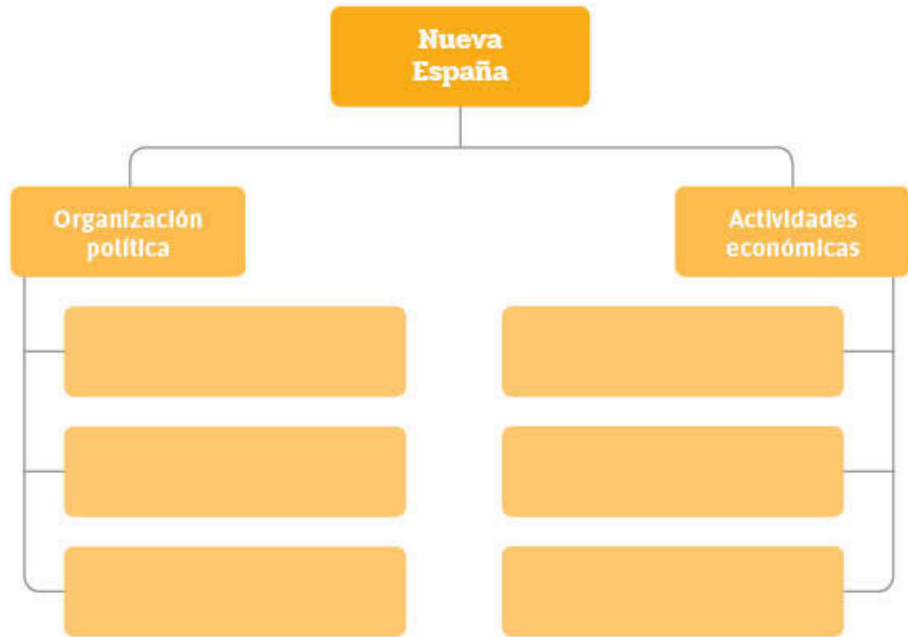 Nueva
España
Organización
política
Actividades
económicas